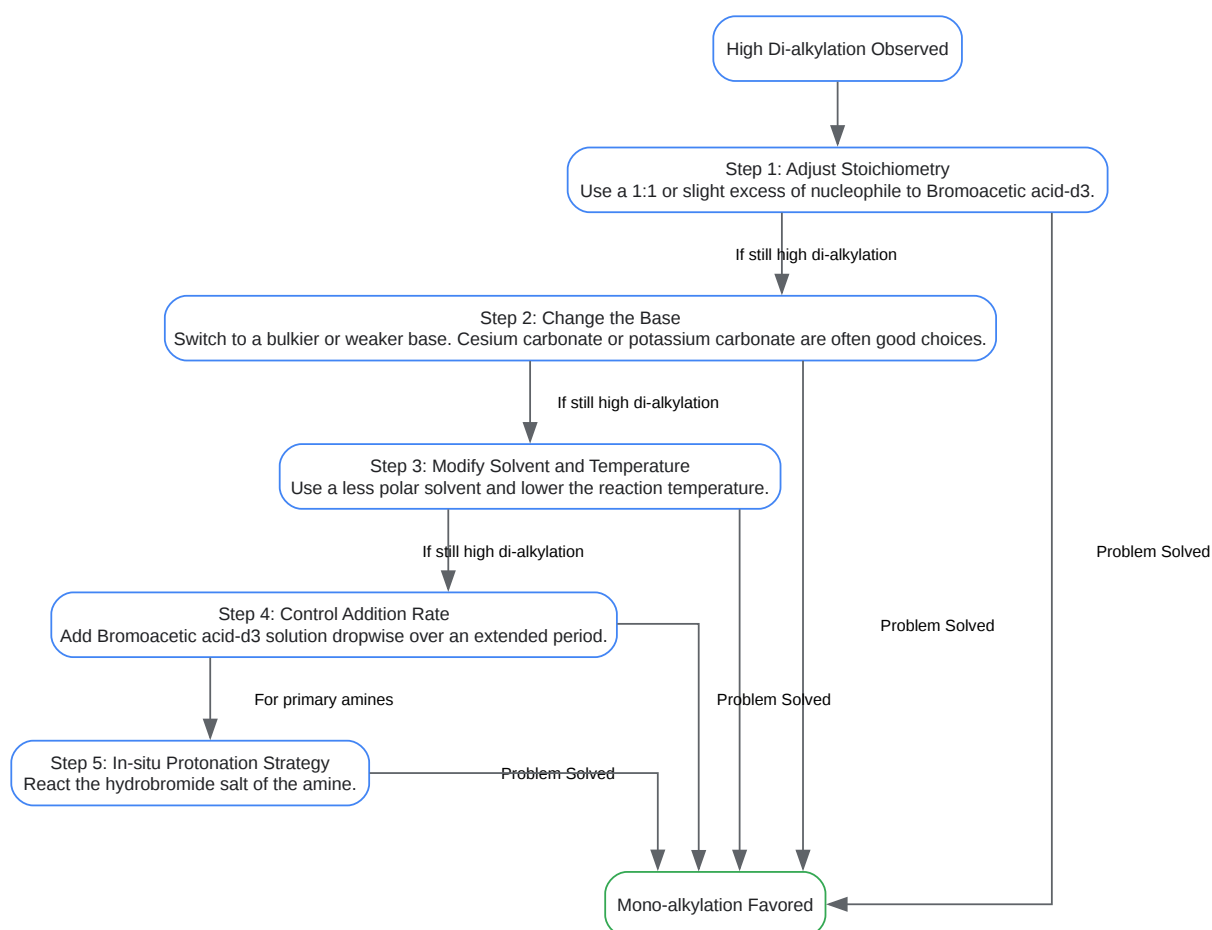 High Di-alkylation Observed
Step 1: Adjust Stoichiometry
Use a 1:1 or slight excess of nucleophile to Bromoacetic acid-d3.
If still high di-alkylation
Step 2: Change the Base
Switch to a bulkier or weaker base. Cesium carbonate or potassium carbonate are often good choices.
If still high di-alkylation
Step 3: Modify Solvent and Temperature
Use a less polar solvent and lower the reaction temperature.
If still high di-alkylation
Problem Solved
Step 4: Control Addition Rate
Add Bromoacetic acid-d3 solution dropwise over an extended period.
Problem Solved
For primary amines
Problem Solved
Step 5: In-situ Protonation Strategy
React the hydrobromide salt of the amine.
Problem Solved
Mono-alkylation Favored